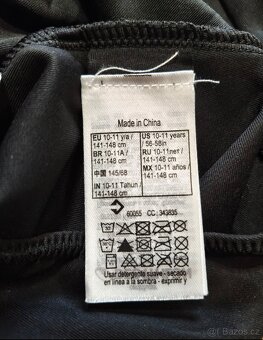 Made in China
EU 10-11 y/a / 141-148 cm
US 10-11 years / 56-58in
BR 10-11A / 141-148 cm
RU 10-11лет / 141-148 cm
中国 145/68
MX 10-11 años / 141-148 cm
IN 10-11 Tahun / 141-148 cm
60055 CC: 343835
Usar detergente suave - secado
en linea a la sombra - exprimir y
sbazar.cz